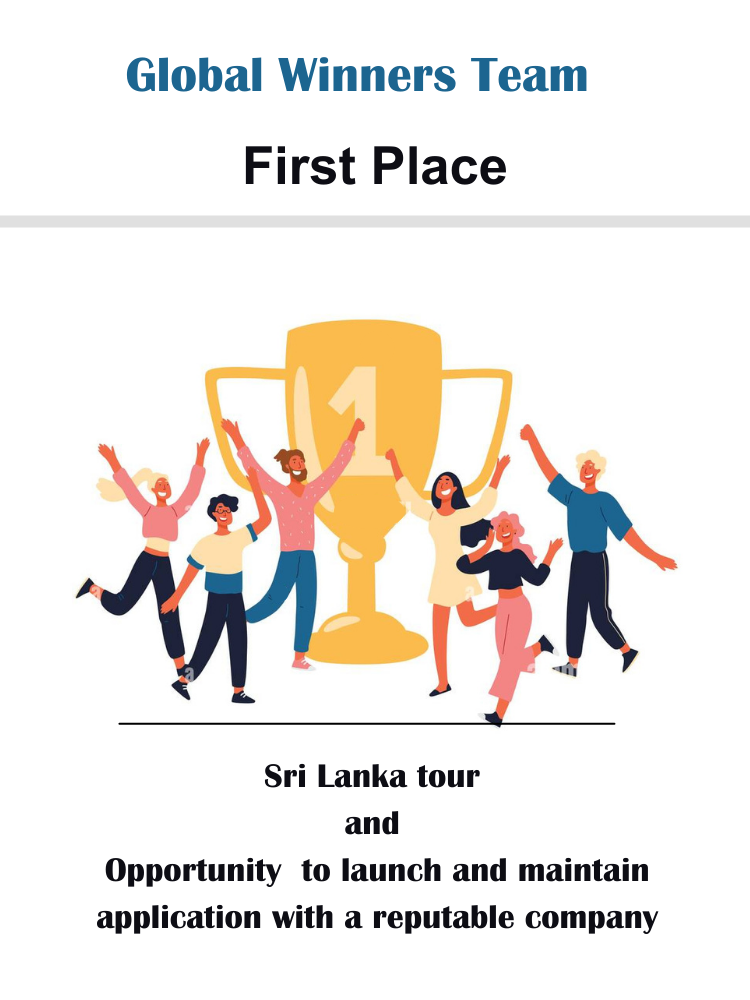 Global Winners Team
First Place
1
a
a
a
alam
Sri Lanka tour
and
Opportunity  to launch and maintain
application with a reputable company